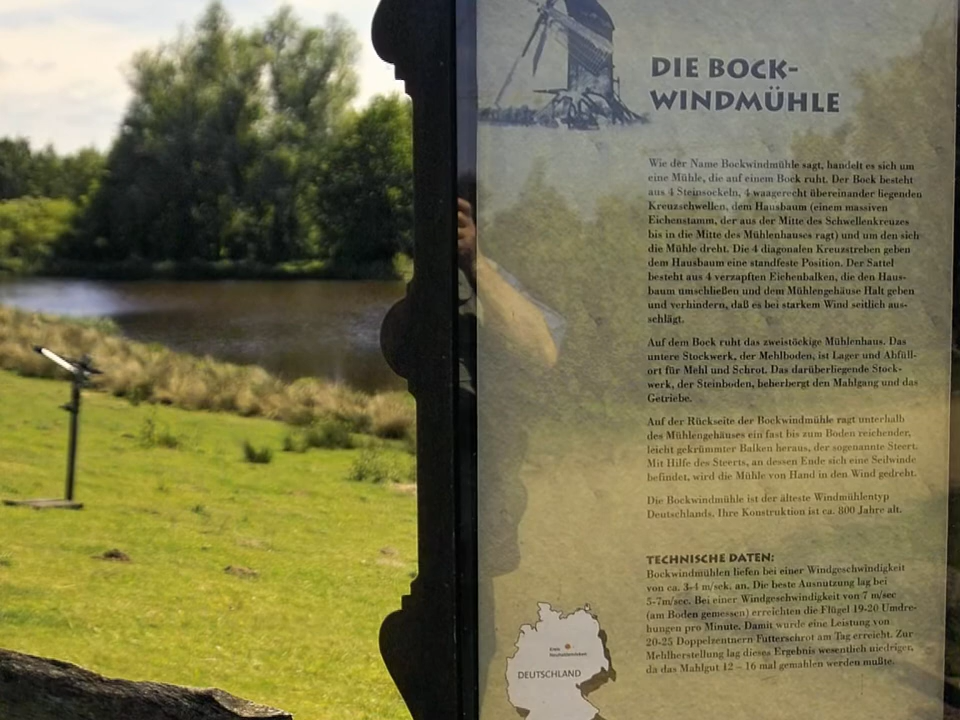 DIE BOCK-
WINDMÜHLE
Wie der Name Bockwindmühle sagt, handelt es sich um
eine Mühle, die auf einem Bock ruht. Der Bock besteht
aus 4 Steinsockeln, 4 waagerecht übereinander liegenden
Kreuzschwellen, dem Hausbaum (einem massiven
Eichenstamm, der aus der Mitte des Schwellenkreuzes
bis in die Mitte des Mühlenhauses ragt) und um den sich
die Mühle dreht. Die 4 diagonalen Kreuzstreben geben
dem Hausbaum eine standfeste Position. Der Sattel
besteht aus 4 verzapften Eichenbalken, die den Haus-
baum umschließen und dem Mühlengehäuse Halt geben
und verhindern, daß es bei starkem Wind seitlich aus-
schlägt.
Auf dem Bock ruht das zweistöckige Mühlenhaus. Das
untere Stockwerk, der Mehlboden, ist Lager und Abfüll-
ort für Mehl und Schrot. Das darüberliegende Stock-
werk, der Steinboden, beherbergt den Mahlgang und das
Getriebe.
Auf der Rückseite der Bockwindmühle ragt unterhalb
des Mühlengehäuses ein fast bis zum Boden reichender,
leicht gekrümmter Balken heraus, der sogenannte Steert.
Mit Hilfe des Steerts, an dessen Ende sich eine Seilwinde
befindet, wird die Mühle von Hand in den Wind gedreht.
Die Bockwindmühle ist der älteste Windmühlentyp
Deutschlands. Ihre Konstruktion ist ca. 800 Jahre alt.
TECHNISCHE DATEN:
Bockwindmühlen liefen bei einer Windgeschwindigkeit
von ca. 3-4 m/sek. an. Die beste Ausnutzung lag bei
5-7m/sec. Bei einer Windgeschwindigkeit von 7 m/sec
(am Boden gemessen) erreichten die Flügel 19-20 Umdre-
hungen pro Minute. Damit wurde eine Leistung von
20-25 Doppelzentnern Futterschrot am Tag erreicht. Zur
Mehlherstellung lag dieses Ergebnis wesentlich niedriger,
da das Mahlgut 12 – 16 mal gemahlen werden mußte.
Kreis
DEUTSCHLAND